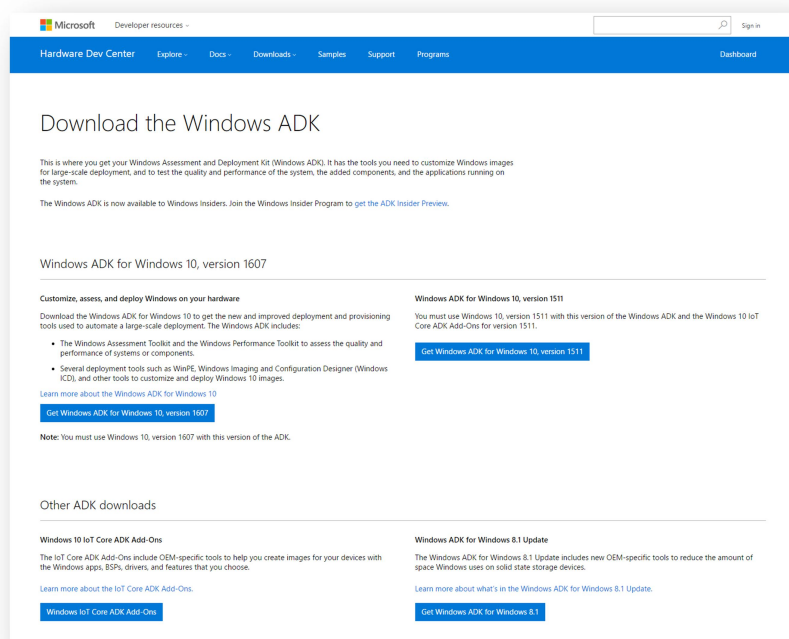 Microsoft
Developer resources
Sign in
Hardware Dev Center
Explore
Docs
Downloads
Samples
Support
Programs
Dashboard
Download the Windows ADK
This is where you get your Windows Assessment and Deployment Kit (Windows ADK). It has the tools you need to customize Windows images
for large-scale deployment, and to test the quality and performance of the system, the added components, and the applications running on
the system.
The Windows ADK is now available to Windows Insiders. Join the Windows Insider Program to get the ADK Insider Preview.
Windows ADK for Windows 10, version 1607
Customize, assess, and deploy Windows on your hardware
Download the Windows ADK for Windows 10 to get the new and improved deployment and provisioning
tools used to automate a large-scale deployment. The Windows ADK includes:
• The Windows Assessment Toolkit and the Windows Performance Toolkit to assess the quality and
performance of systems or components.
• Several deployment tools such as WinPE, Windows Imaging and Configuration Designer (Windows
ICD), and other tools to customize and deploy Windows 10 images.
Learn more about the Windows ADK for Windows 10
Get Windows ADK for Windows 10, version 1607
Note: You must use Windows 10, version 1607 with this version of the ADK.
Windows ADK for Windows 10, version 1511
You must use Windows 10, version 1511 with this version of the Windows ADK and the Windows 10 IoT
Core ADK Add-Ons for version 1511.
Get Windows ADK for Windows 10, version 1511
Other ADK downloads
Windows 10 IoT Core ADK Add-Ons
The IoT Core ADK Add-Ons include OEM-specific tools to help you create images for your devices with
the Windows apps, BSPs, drivers, and features that you choose.
Learn more about the IoT Core ADK Add-Ons.
Windows IoT Core ADK Add-Ons
Windows ADK for Windows 8.1 Update
The Windows ADK for Windows 8.1 Update includes new OEM-specific tools to reduce the amount of
space Windows uses on solid state storage devices.
Learn more about what's in the Windows ADK for Windows 8.1 Update.
Get Windows ADK for Windows 8.1